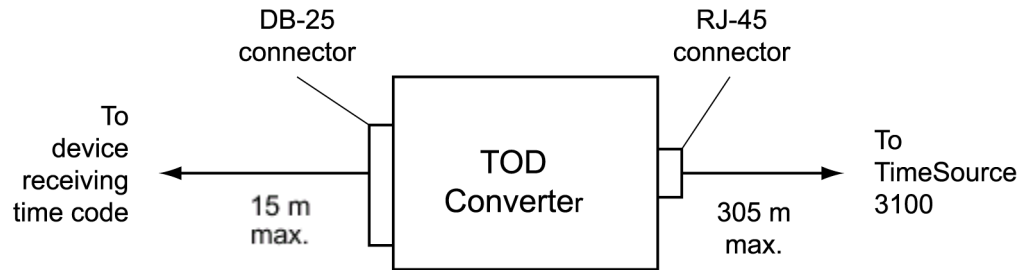 DB-25
connector
RJ-45
connector
To
device
receiving
time code
TOD
Converter
To
TimeSource
3100
15 m
max.
305 m
max.